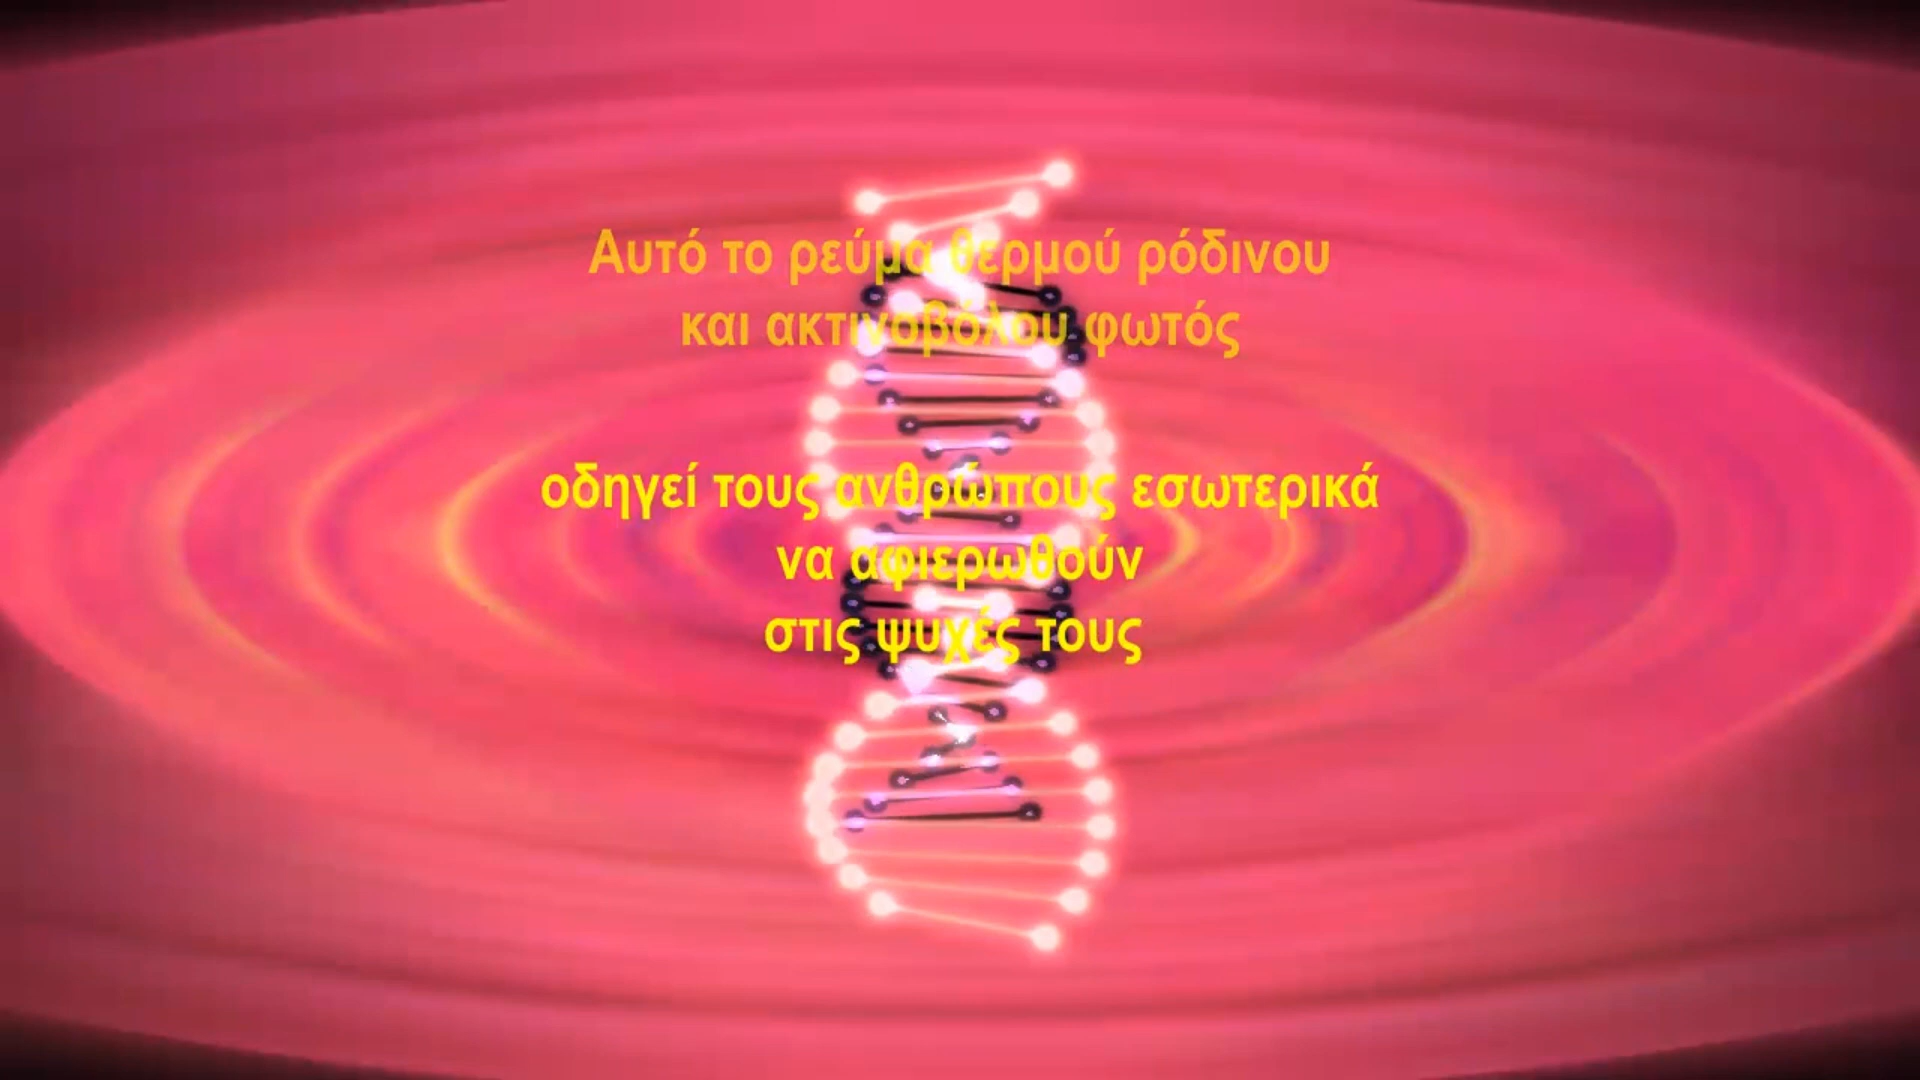 Αυτό το ρεύμα θερμού ρόδινου
και ακτινοβόλου φωτός
οδηγεί τους ανθρώπους εσωτερικά
να αφιερωθούν
στις ψυχές τους